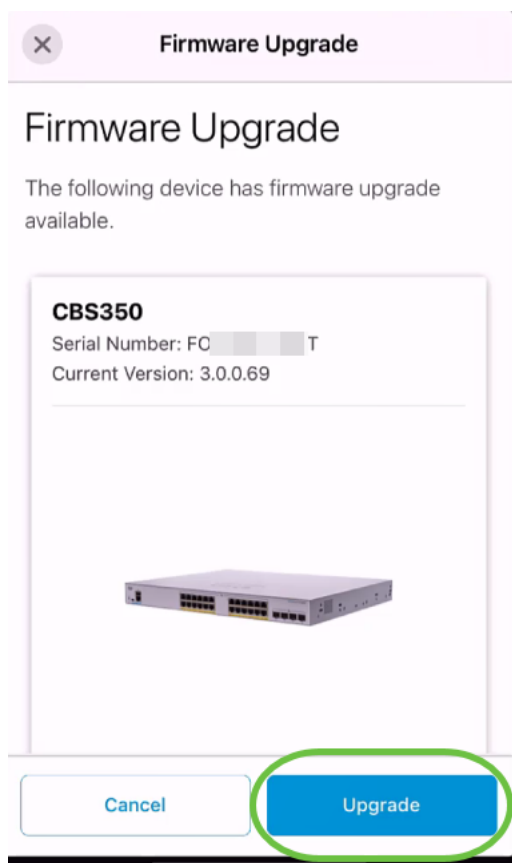 Firmware Upgrade
Firmware Upgrade
The following device has firmware upgrade
available.
CBS350
Serial Number: FO T
Current Version: 3.0.0.69
Cancel
Upgrade